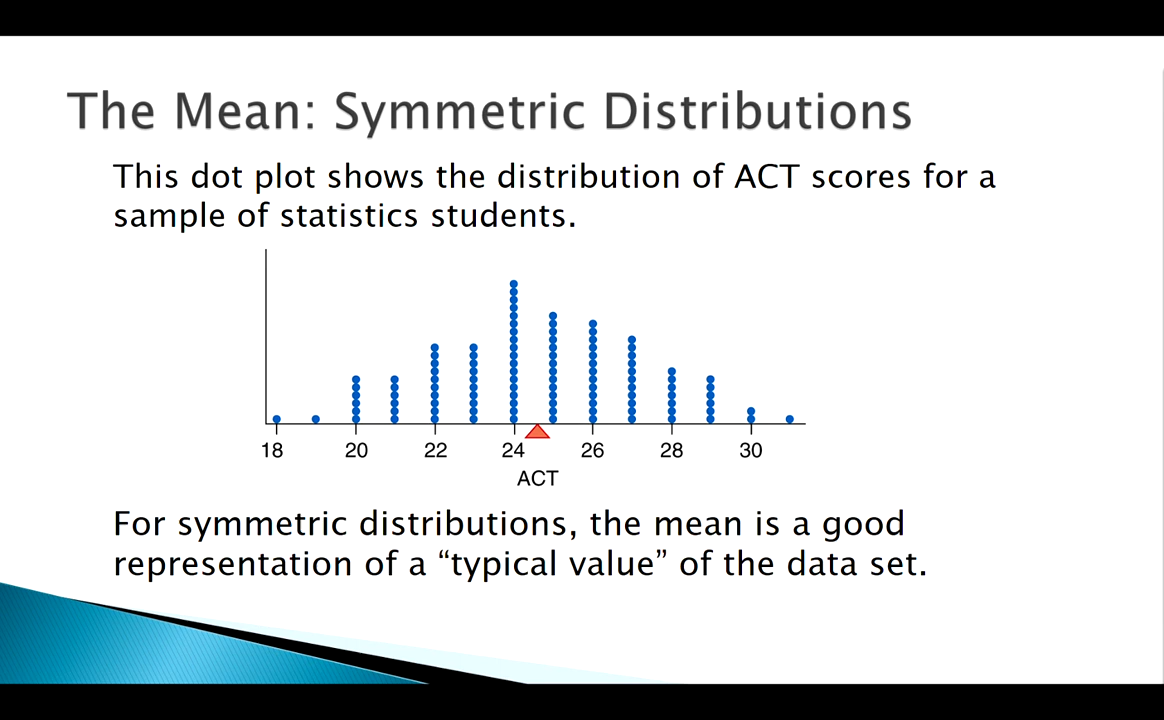 The Mean: Symmetric Distributions
This dot plot shows the distribution of ACT scores for a
sample of statistics students.
18 20 22 24 26 28 30
ACT
For symmetric distributions, the mean is a good
representation of a “typical value” of the data set.